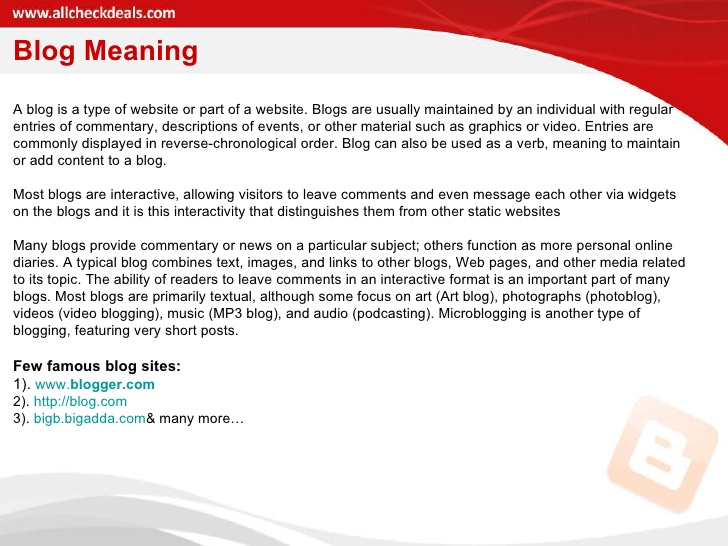 www.allcheckdeals.com
Blog Meaning
A blog is a type of website or part of a website. Blogs are usually maintained by an individual with regular
entries of commentary, descriptions of events, or other material such as graphics or video. Entries are
commonly displayed in reverse-chronological order. Blog can also be used as a verb, meaning to maintain
or add content to a blog.
Most blogs are interactive, allowing visitors to leave comments and even message each other via widgets
on the blogs and it is this interactivity that distinguishes them from other static websites
Many blogs provide commentary or news on a particular subject; others function as more personal online
diaries. A typical blog combines text, images, and links to other blogs, Web pages, and other media related
to its topic. The ability of readers to leave comments in an interactive format is an important part of many
blogs. Most blogs are primarily textual, although some focus on art (Art blog), photographs (photoblog),
videos (video blogging), music (MP3 blog), and audio (podcasting). Microblogging is another type of
blogging, featuring very short posts.
Few famous blog sites:
1). www.blogger.com
2). http://blog.com
3). bigb.bigadda.com& many more…